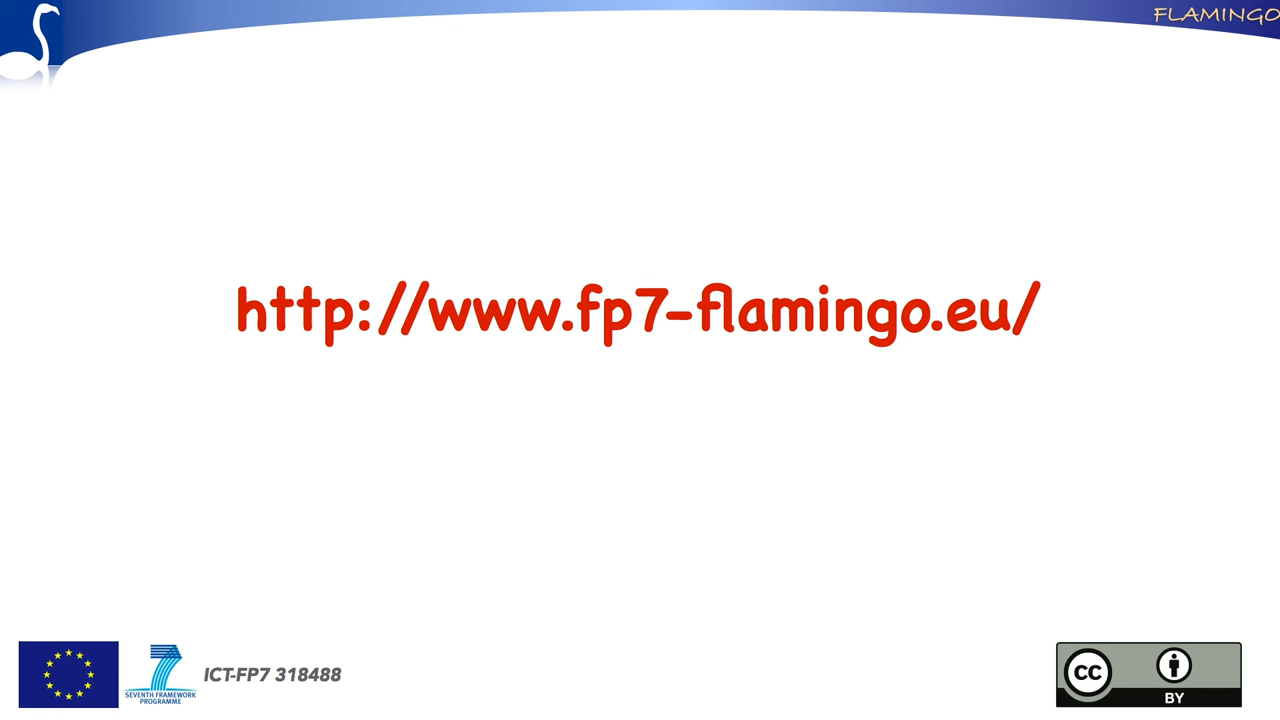 FLAMINGO
http://www.fp7-flamingo.eu/
SEVENTH FRAMEWORK
PROGRAMME
ICT-FP7 318488
CC
BY